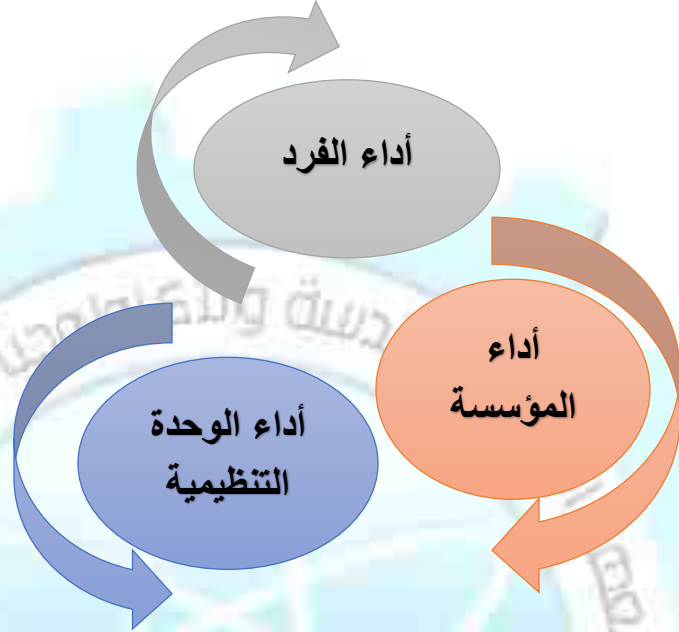 أداء الفرد
أداء
المؤسسة
أداء الوحدة
التنظيمية